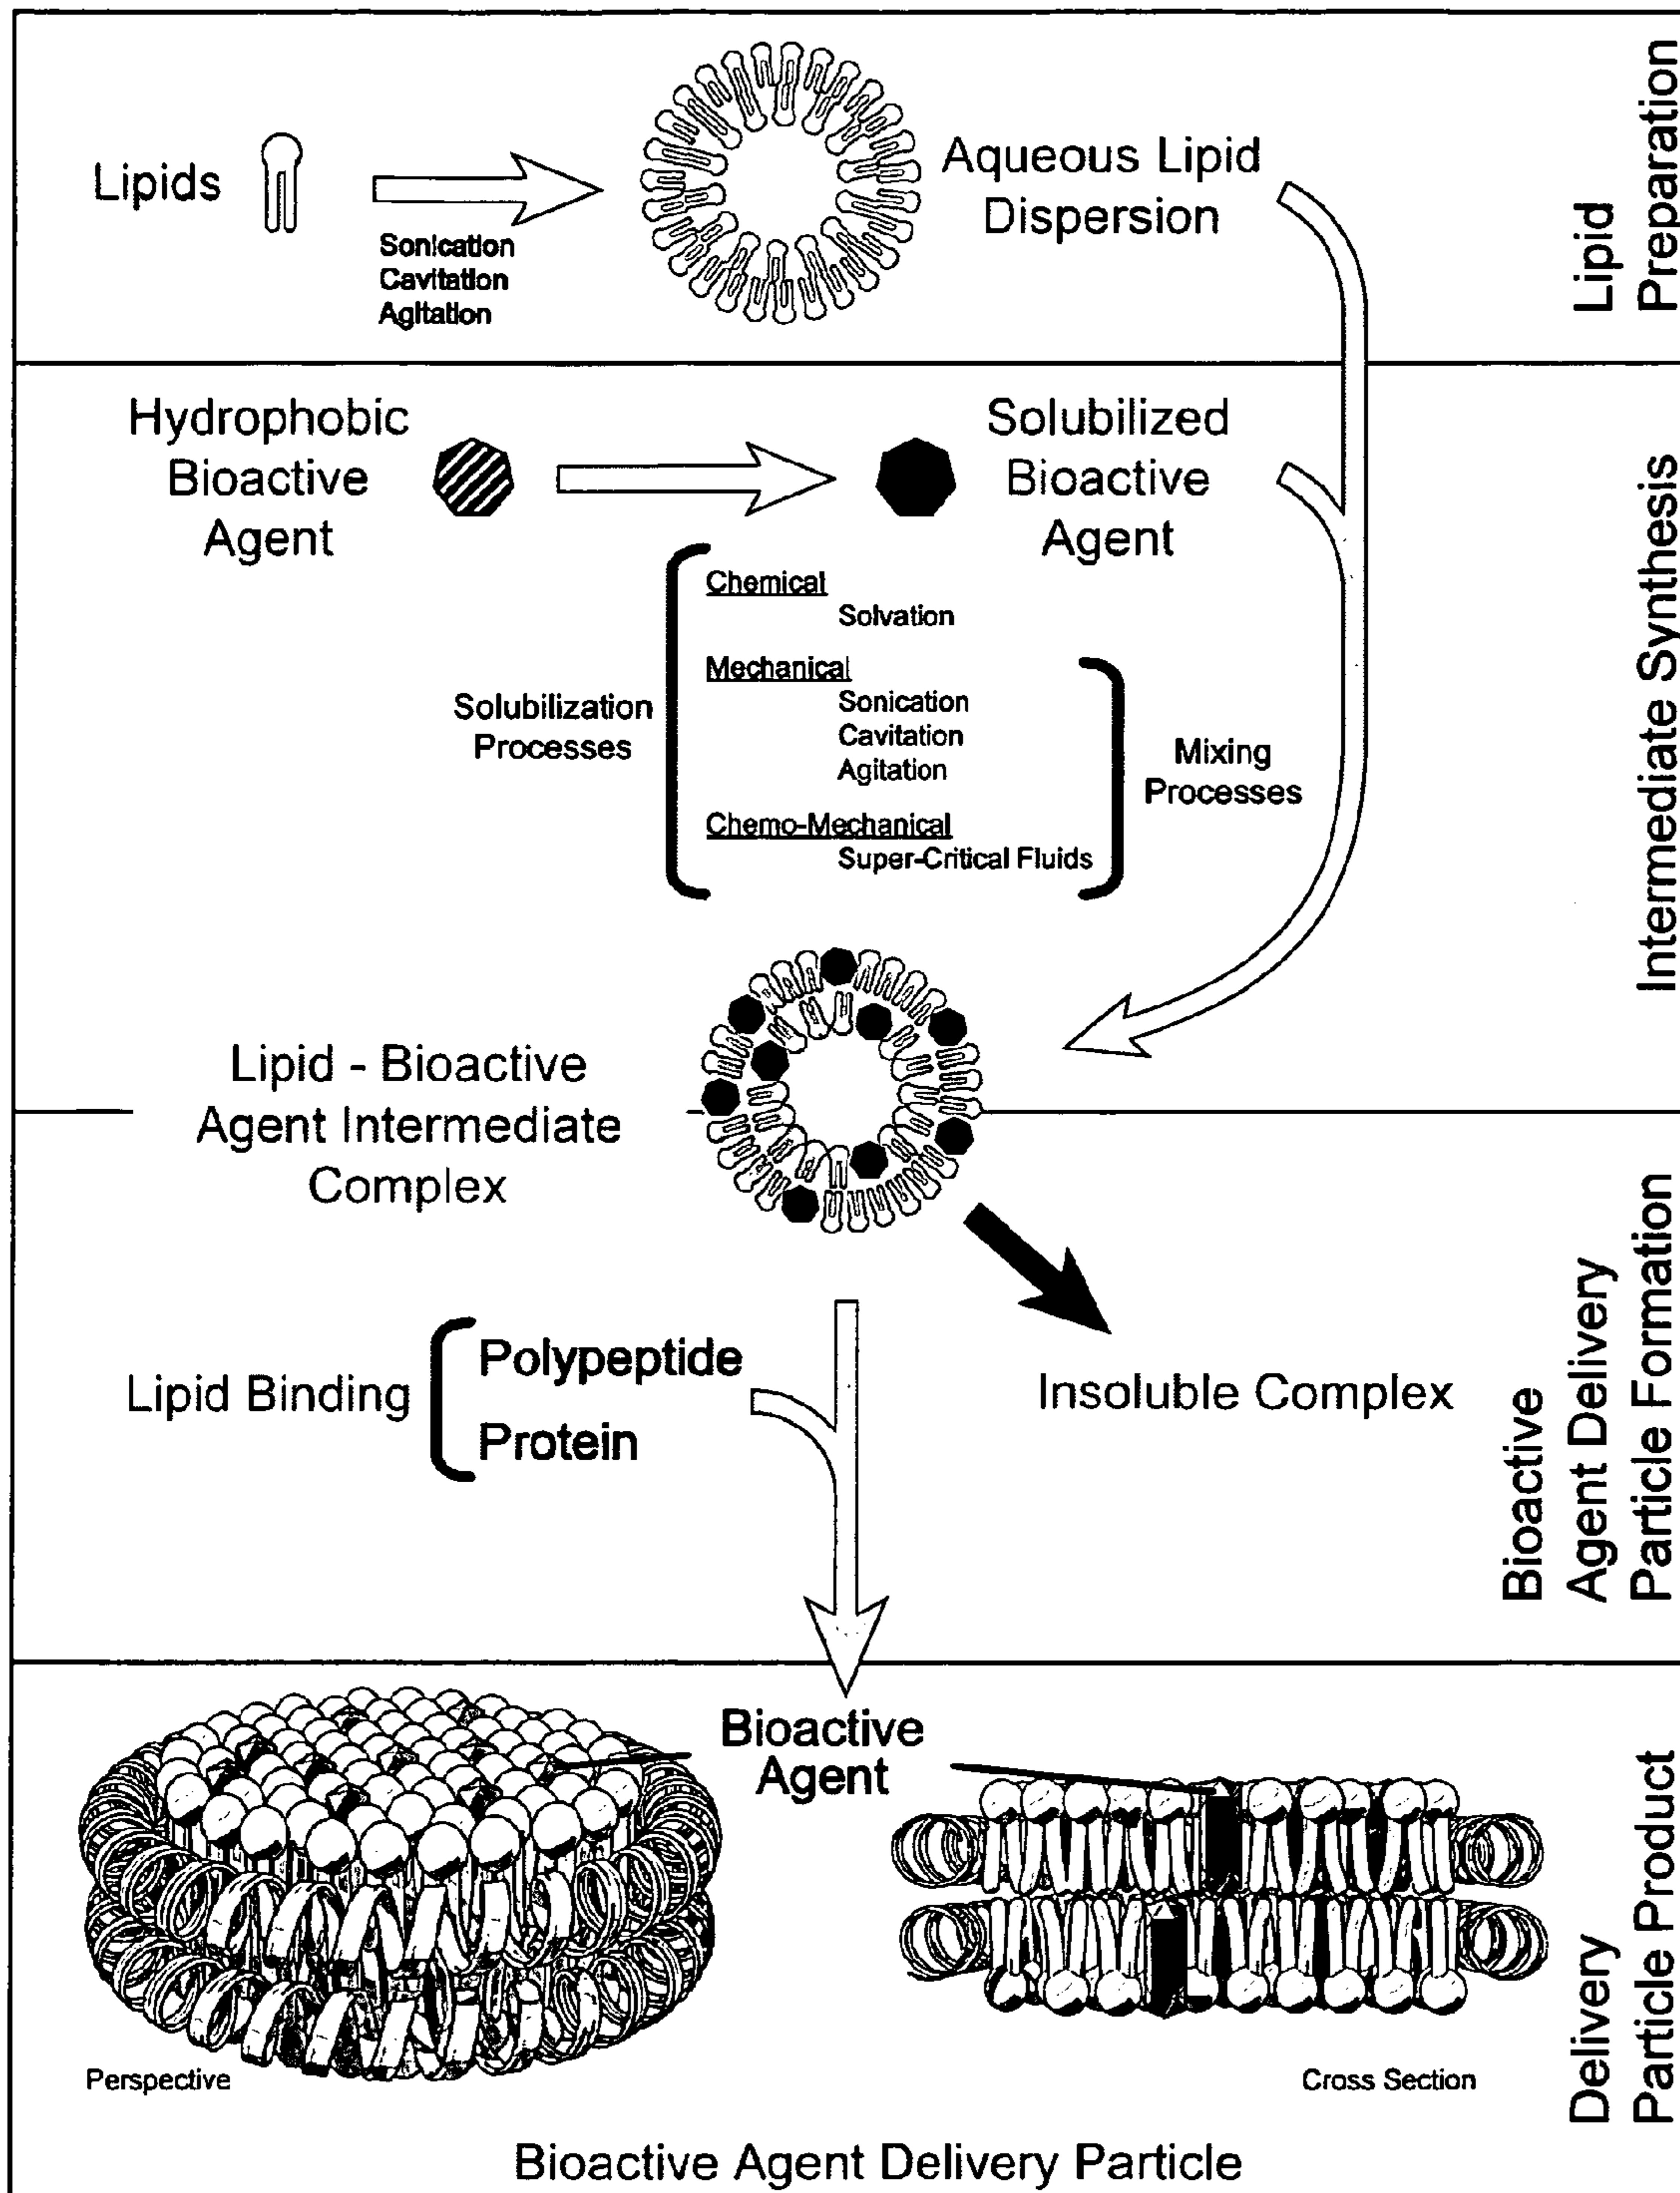 Lipids
Sonication
Cavitation
Agitation
Aqueous Lipid
Dispersion
Lipid
Preparation
Hydrophobic
Bioactive
Agent
Solubilized
Bioactive
Agent
Solubilization
Processes
Chemical
Solvation
Mechanical
Sonication
Cavitation
Agitation
Chemo-Mechanical
Super-Critical Fluids
Mixing
Processes
Intermediate Synthesis
Lipid - Bioactive
Agent Intermediate
Complex
Lipid Binding
Polypeptide
Protein
Insoluble Complex
Bioactive
Agent Delivery
Particle Formation
Bioactive
Agent
Perspective
Cross Section
Bioactive Agent Delivery Particle
Delivery
Particle Product